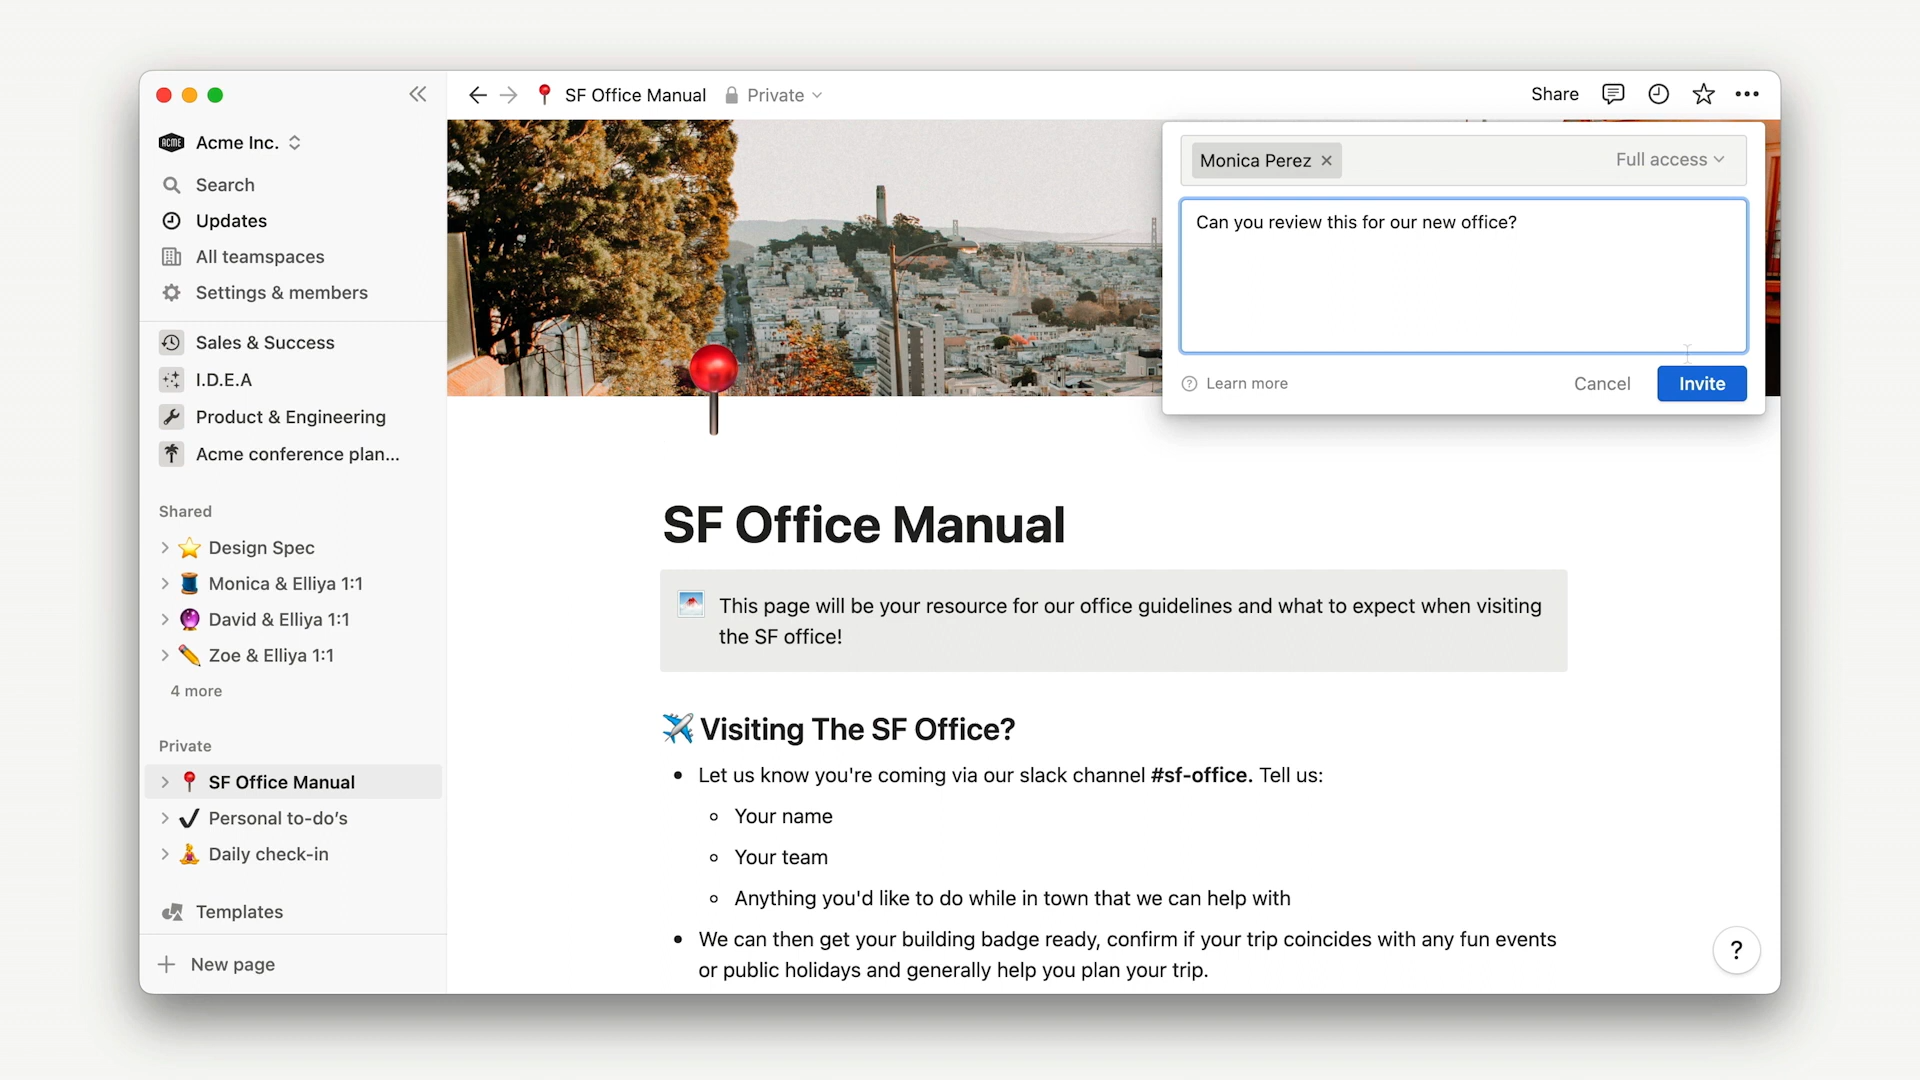 SF Office Manual Private
Share
ACME Acme Inc.
Search
Updates
All teamspaces
Settings & members
Sales & Success
I.D.E.A
Product & Engineering
Acme conference plan...
Shared
Design Spec
Monica & Elliya 1:1
David & Elliya 1:1
Zoe & Elliya 1:1
4 more
Private
SF Office Manual
Personal to-do’s
Daily check-in
Templates
New page
Monica Perez
Full access
Can you review this for our new office?
Learn more
Cancel
Invite
SF Office Manual
This page will be your resource for our office guidelines and what to expect when visiting
the SF office!
Visiting The SF Office?
Let us know you're coming via our slack channel #sf-office. Tell us:
Your name
Your team
Anything you'd like to do while in town that we can help with
We can then get your building badge ready, confirm if your trip coincides with any fun events
or public holidays and generally help you plan your trip.
?